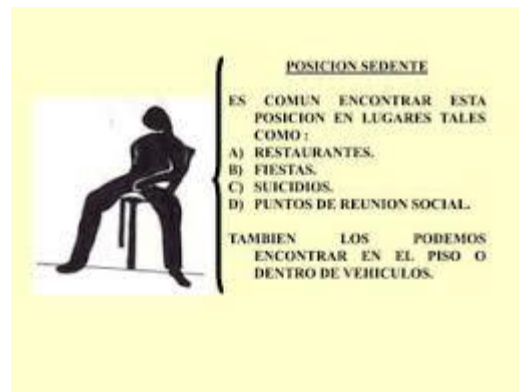 POSICION SEDENTE
ES COMUN ENCONTRAR ESTA
POSICION EN LUGARES TALES
COMO :
A) RESTAURANTES.
B) FIESTAS.
C) SUICIDIOS.
D) PUNTOS DE REUNION SOCIAL.
TAMBIEN LOS PODEMOS
ENCONTRAR EN EL PISO O
DENTRO DE VEHICULOS.